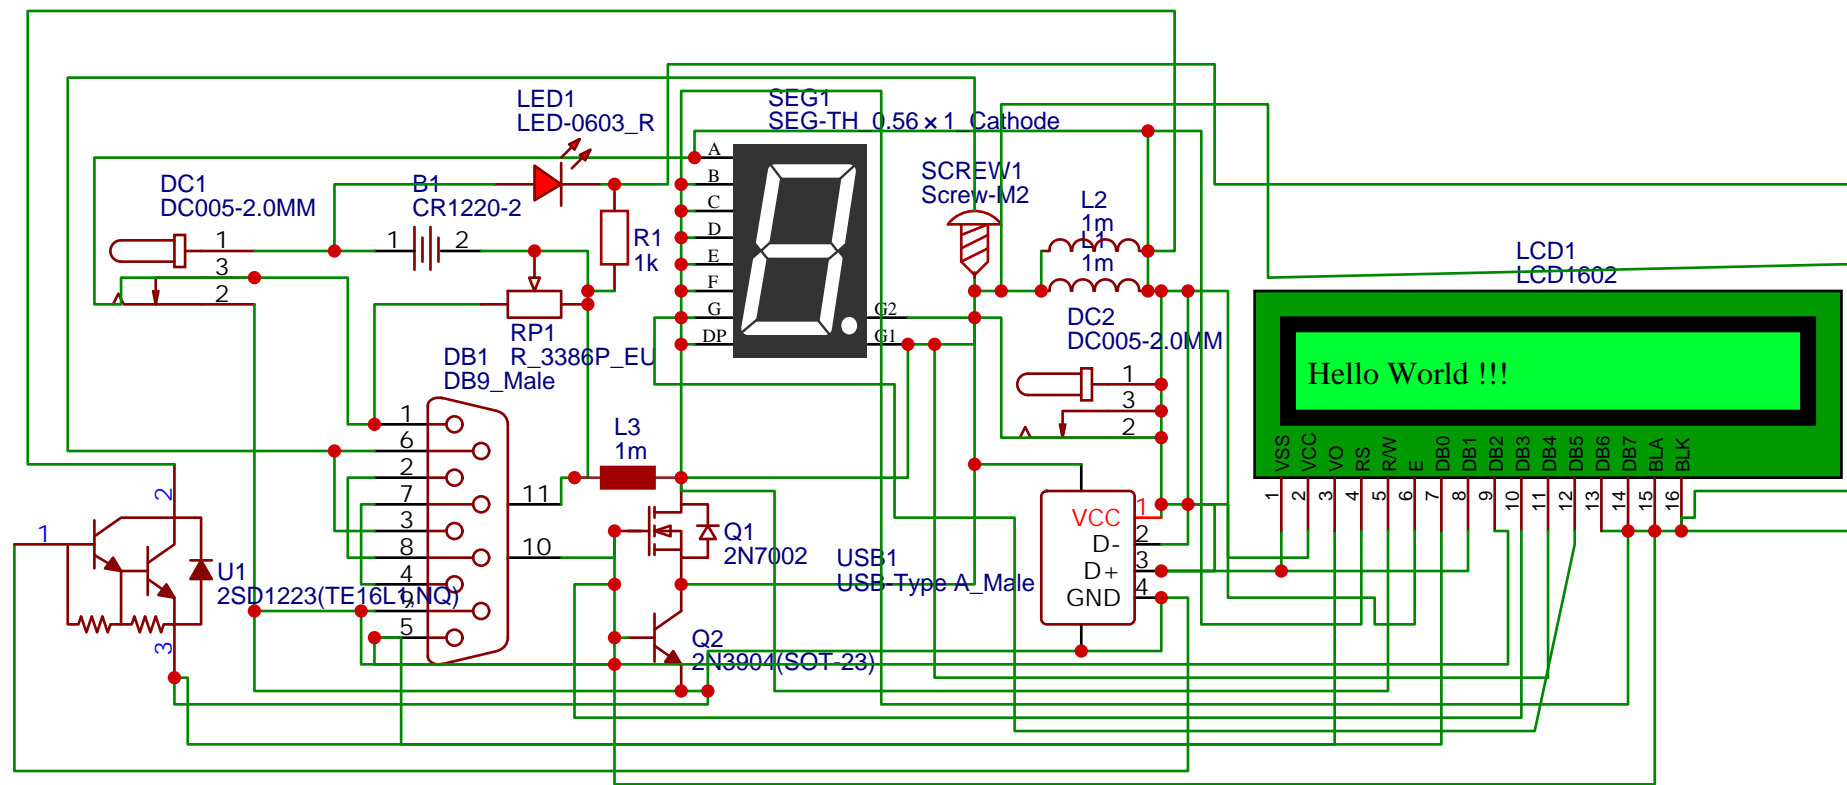 LED1
LED-0603_R
SEG1
SEG-TH_0.56×1_Cathode
DC1
DC005-2.0MM
1
3
2
B1
CR1220-2
1
2
R1
1k
RP1
R_3386P_EU
A
B
C
D
E
F
G
DP
G2
G1
SCREW1
Screw-M2
L2
1m
L1
1m
DC2
DC005-2.0MM
1
3
2
LCD1
LCD1602
Hello World !!!
VSS
VCC
VO
RS
R/W
E
DB0
DB1
DB2
DB3
DB4
DB5
DB6
DB7
BLA
BLK
1
2
3
4
5
6
7
8
9
10
11
12
13
14
15
16
DB1
DB9_Male
1
6
2
7
3
8
4
9
5
11
10
L3
1m
Q1
2N7002
Q2
2N3904(SOT-23)
USB1
USB-Type A_Male
VCC
D-
D+
GND
1
2
3
4
1
2
3
U1
2SD1223(TE16L1,NQ)